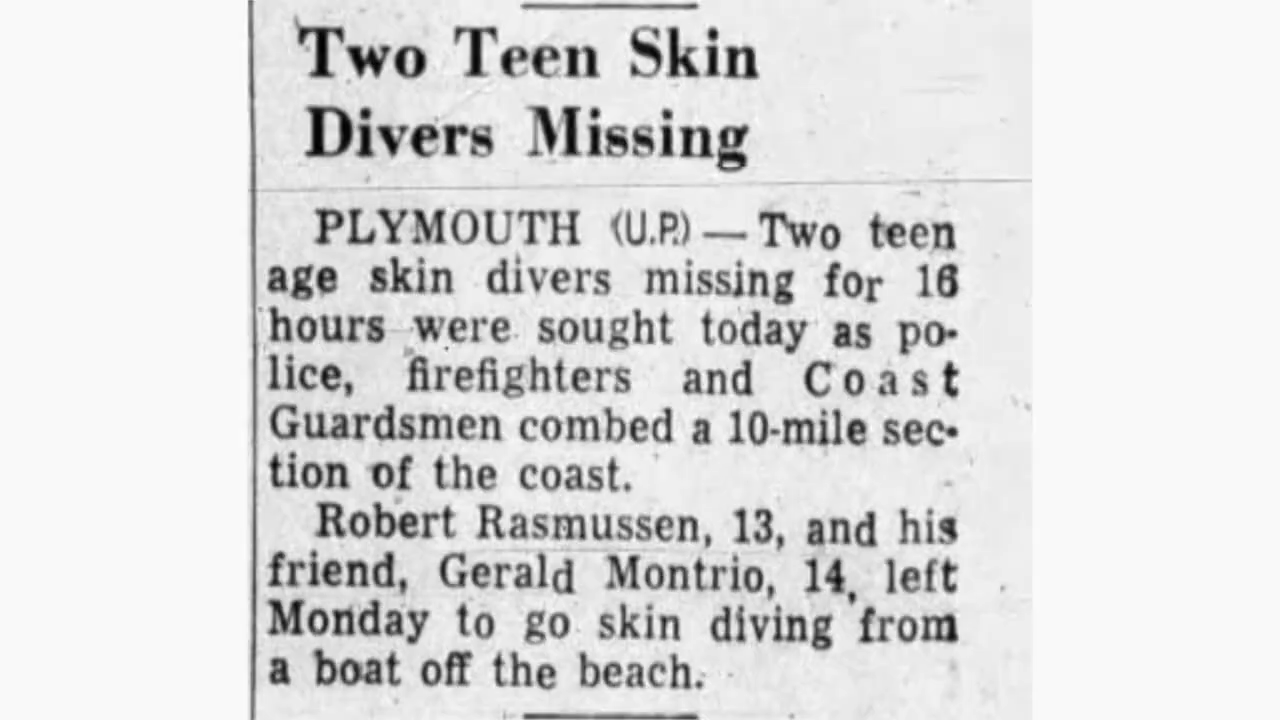 Two Teen Skin
Divers Missing
PLYMOUTH (U.P.) — Two teen
age skin divers missing for 16
hours were sought today as po-
lice, firefighters and Coast
Guardsmen combed a 10-mile sec-
tion of the coast.
Robert Rasmussen, 13, and his
friend, Gerald Montrio, 14, left
Monday to go skin diving from
a boat off the beach.